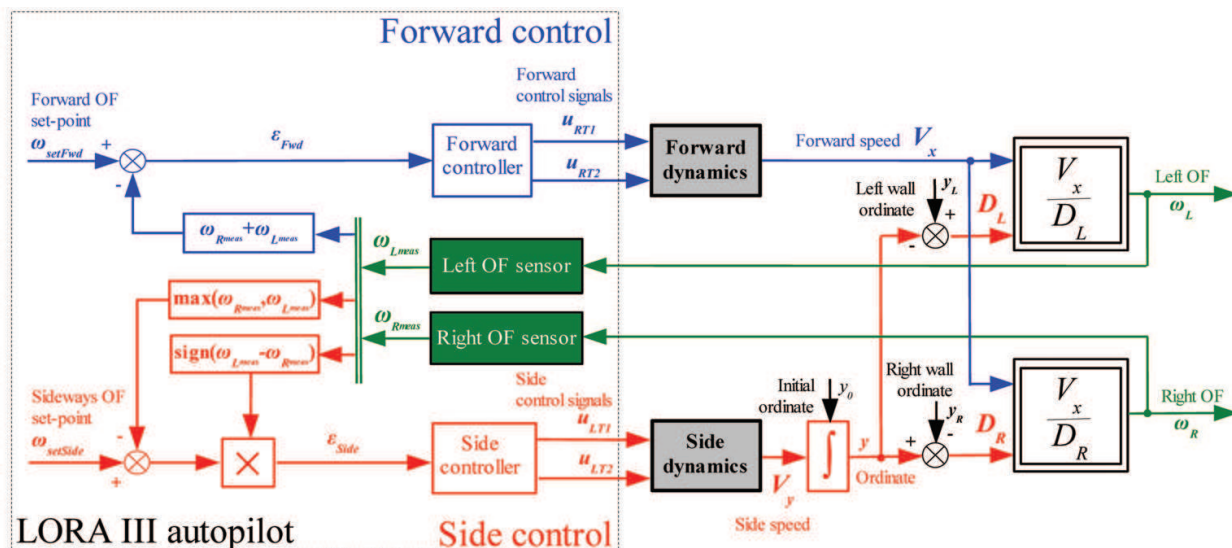 Forward control
Forward OF
set-point
ω_setFwd
+
-
ε_Fwd
Forward
controller
Forward
control signals
u_RT1
u_RT2
Forward
dynamics
Forward speed V_x
Left wall
ordinate
y_L
+
-
D_L
V_x
D_L
Left OF
ω_L
ω_Rmeas+ω_Lmeas
ω_Lmeas
Left OF sensor
max(ω_Rmeas,ω_Lmeas)
ω_Rmeas
Right OF sensor
sign(ω_Lmeas-ω_Rmeas)
Sideways OF
set-point
ω_setSide
-
+
×
ε_Side
Side
controller
Side
control signals
u_LT1
u_LT2
Side
dynamics
V_y
Side speed
Initial
ordinate
y_0
∫
y
Ordinate
Right wall
ordinate
y_R
+
-
D_R
V_x
D_R
Right OF
ω_R
LORA III autopilot
Side control